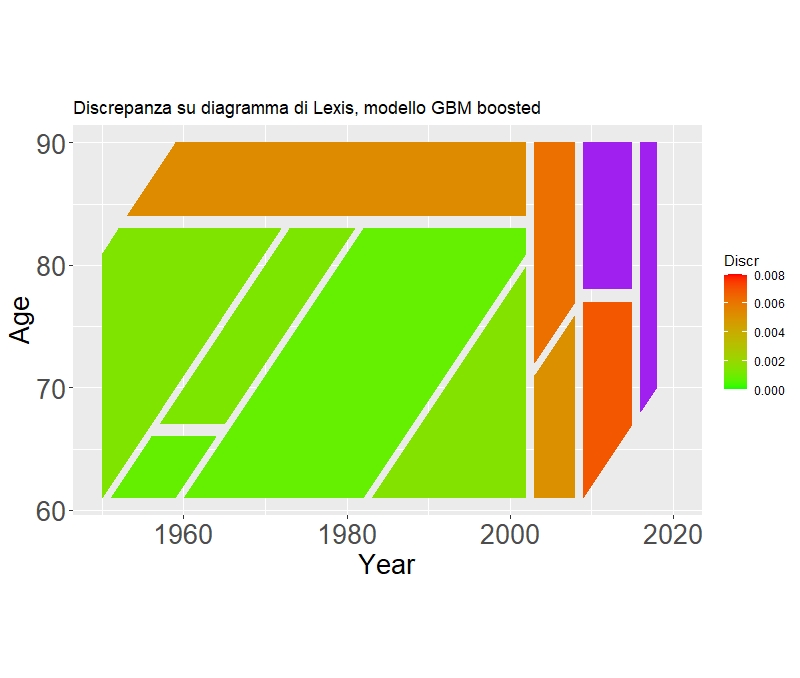 Discrepanza su diagramma di Lexis, modello GBM boosted
90
80
70
60
Age
1960 1980 2000 2020
Year
Discr
0.008
0.006
0.004
0.002
0.000